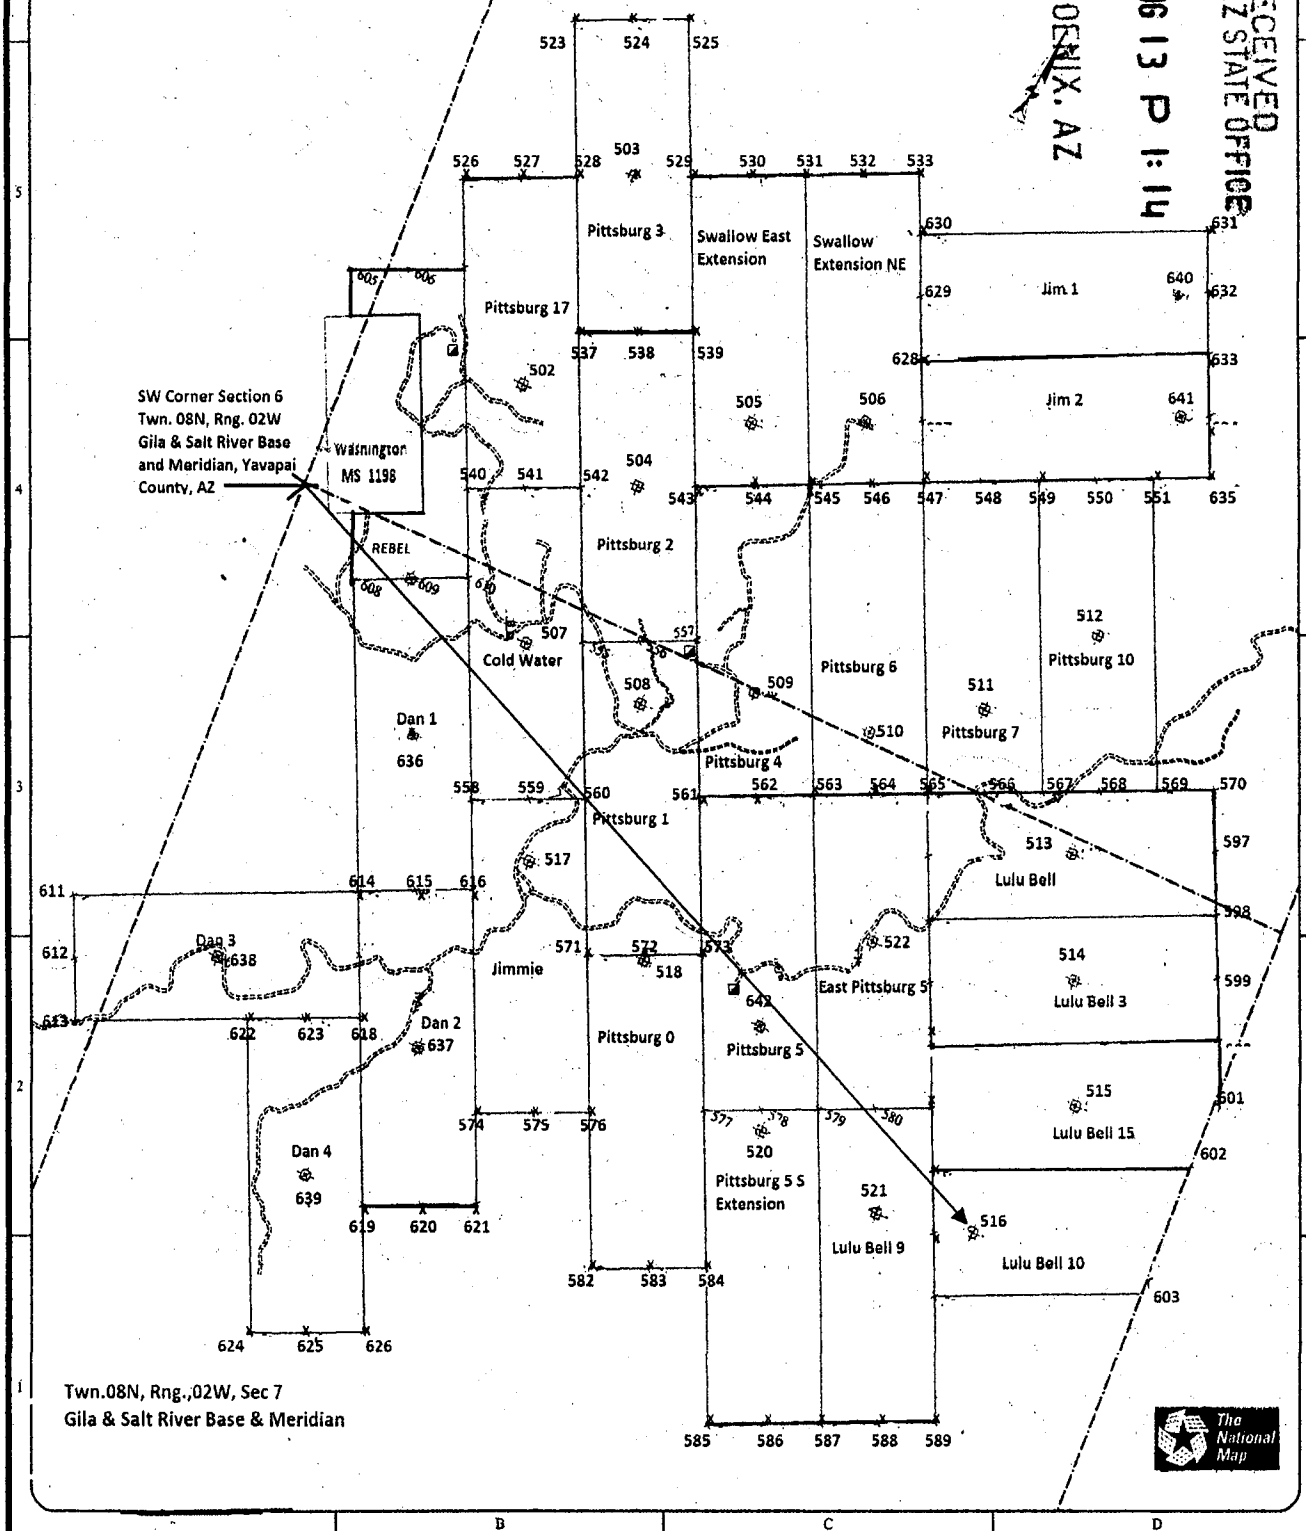 523 524 525
ECEIVED
Z STATE OFFICE
13 P 1:14
OENIX, AZ
503
526 527 528 529 530 531 532 533
5
630 631
Pittsburg 3
Swallow East
Extension
Swallow
Extension NE
605 606
629 Jim 1 640 632
Pittsburg 17
537 538 539
628 633
502
SW Corner Section 6
Twn. 08N, Rng. 02W
Gila & Salt River Base
and Meridian, Yavapai
County, AZ
505 506 Jim 2 641
Washington
MS 1198
504
540 541 542
4
543 544 545 546 547 548 549 550 551 635
REBEL
Pittsburg 2
608 609 610
512
507 557
Cold Water
Pittsburg 6
Pittsburg 10
508 509 511
Dan 1
510
Pittsburg 7
636
Pittsburg 4
3
558 559 560 561 562 563 564 565 566 567 568 569 570
Pittsburg 1
517 513 597
Lulu Bell
611 614 615 616
598
Dan 3
612 638
571 572 573 522
518
514
Jimmie
642
East Pittsburg 5
599
Lulu Bell 3
613 622 623 618
Dan 2
637
Pittsburg 0
Pittsburg 5
2
515 601
574 575 576 577 578 579 580
Lulu Bell 15
Dan 4
520
602
639
Pittsburg 5 S
Extension
521
619 620 621
516
Lulu Bell 9
Lulu Bell 10
582 583 584
603
624 625 626
1
Twn.08N, Rng.,02W, Sec 7
Gila & Salt River Base & Meridian
585 586 587 588 589
The
National
Map
B C D